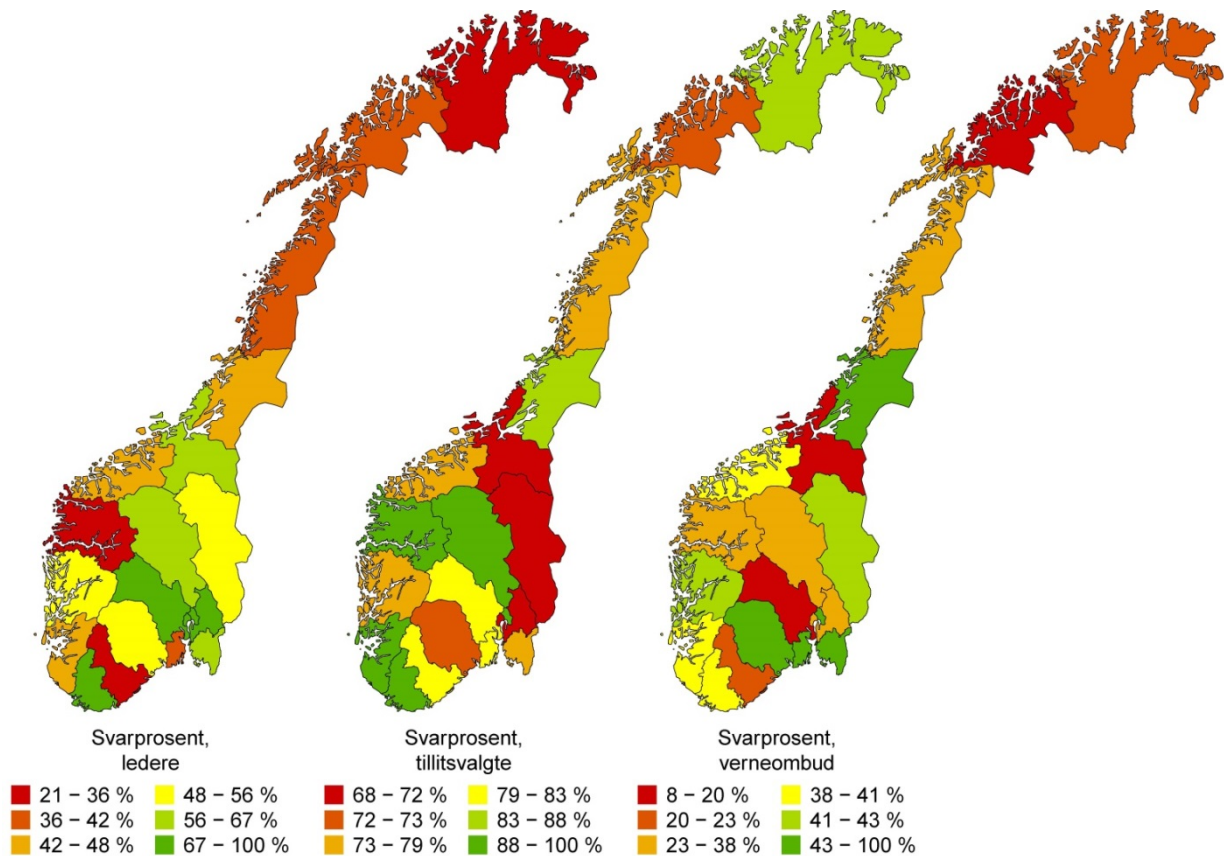 Svarprosent,
ledere
21 – 36 %
36 – 42 %
42 – 48 %
48 – 56 %
56 – 67 %
67 – 100 %
Svarprosent,
tillitsvalgte
68 – 72 %
72 – 73 %
73 – 79 %
79 – 83 %
83 – 88 %
88 – 100 %
Svarprosent,
verneombud
8 – 20 %
20 – 23 %
23 – 38 %
38 – 41 %
41 – 43 %
43 – 100 %